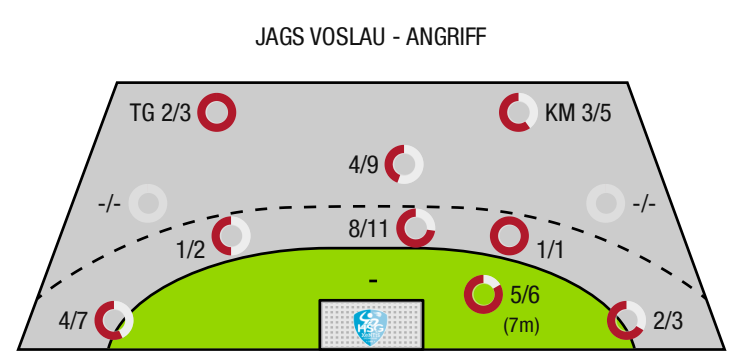 JAGS VOSLAU - ANGRIFF
TG 2/3
KM 3/5
4/9
-/-
-/-
8/11
1/2
1/1
-
5/6
(7m)
4/7
2/3
HSG